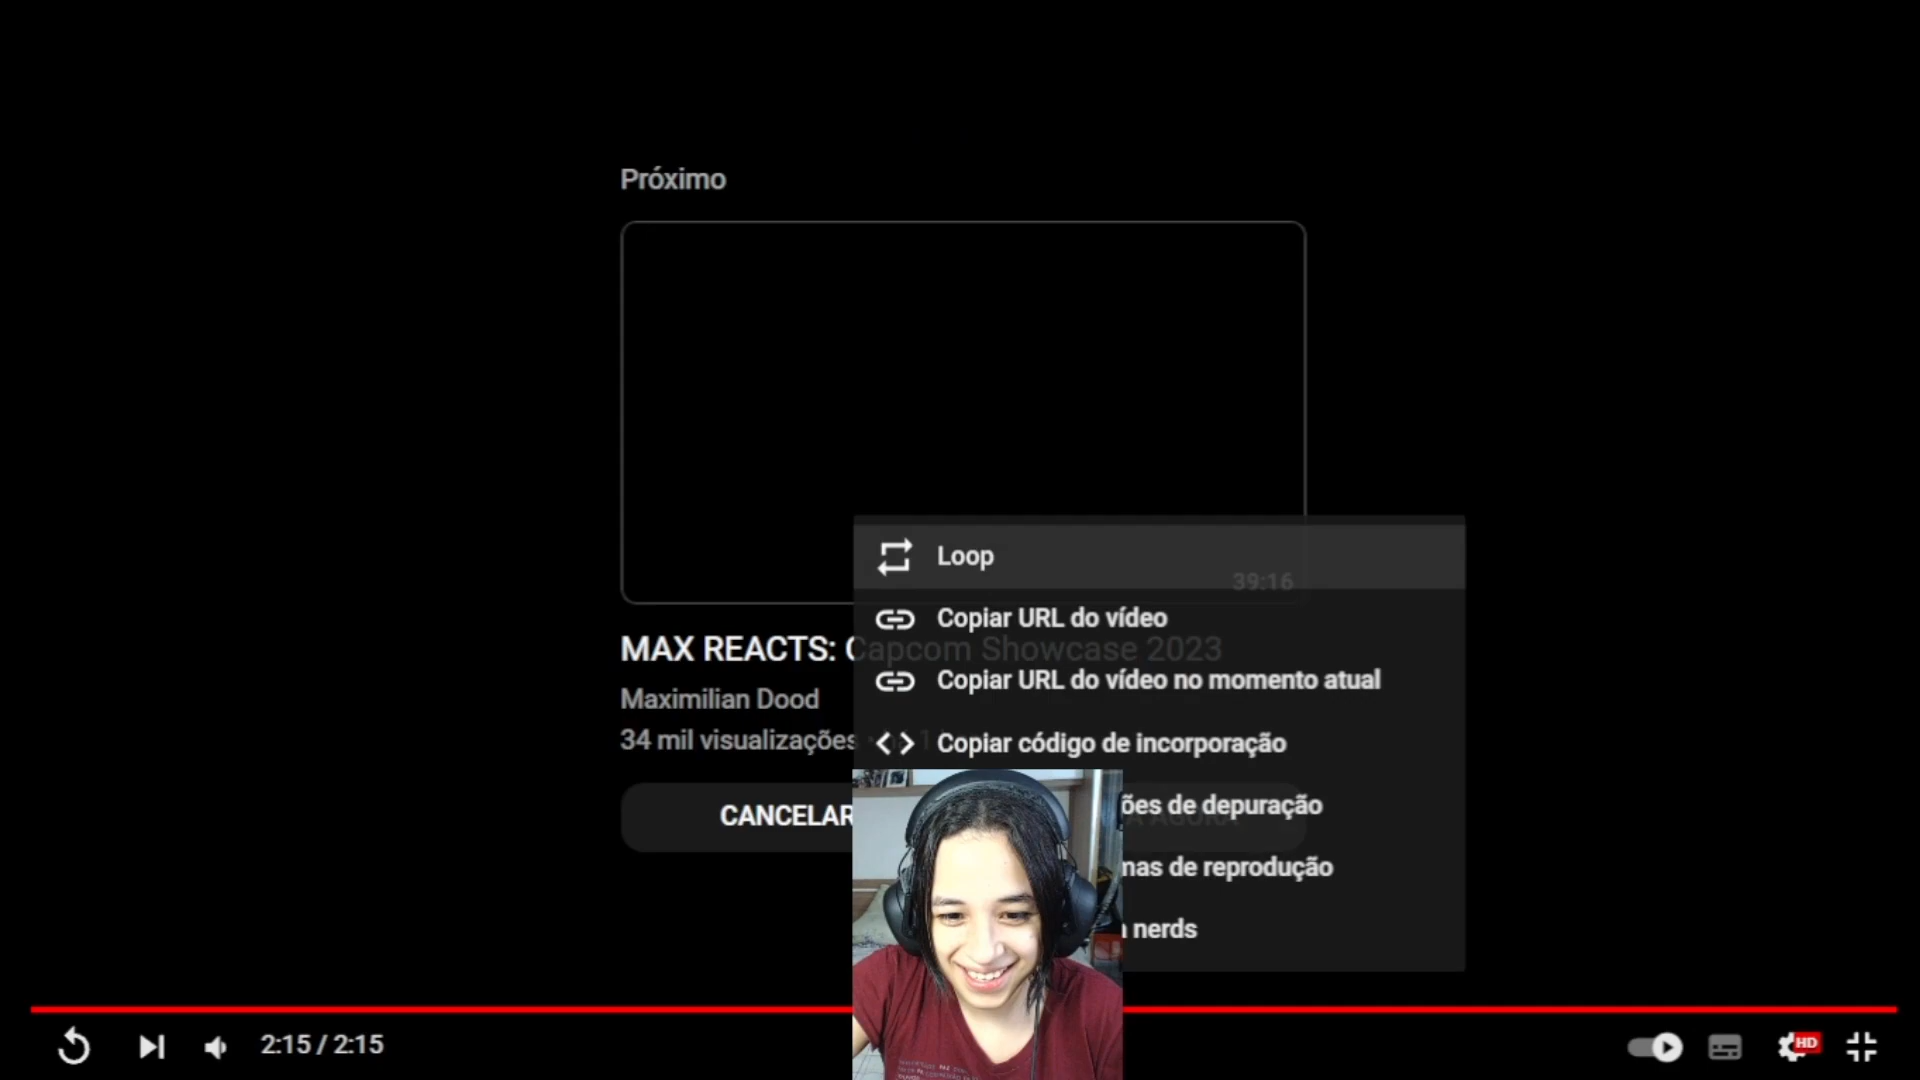 Próximo
Loop
39:16
Copiar URL do vídeo
MAX REACTS: Capcom Showcase 2023
Copiar URL do vídeo no momento atual
Maximilian Dood
34 mil visualizações
Copiar código de incorporação
CANCELAR
ões de depuração
mas de reprodução
nerds
2:15 / 2:15
HD